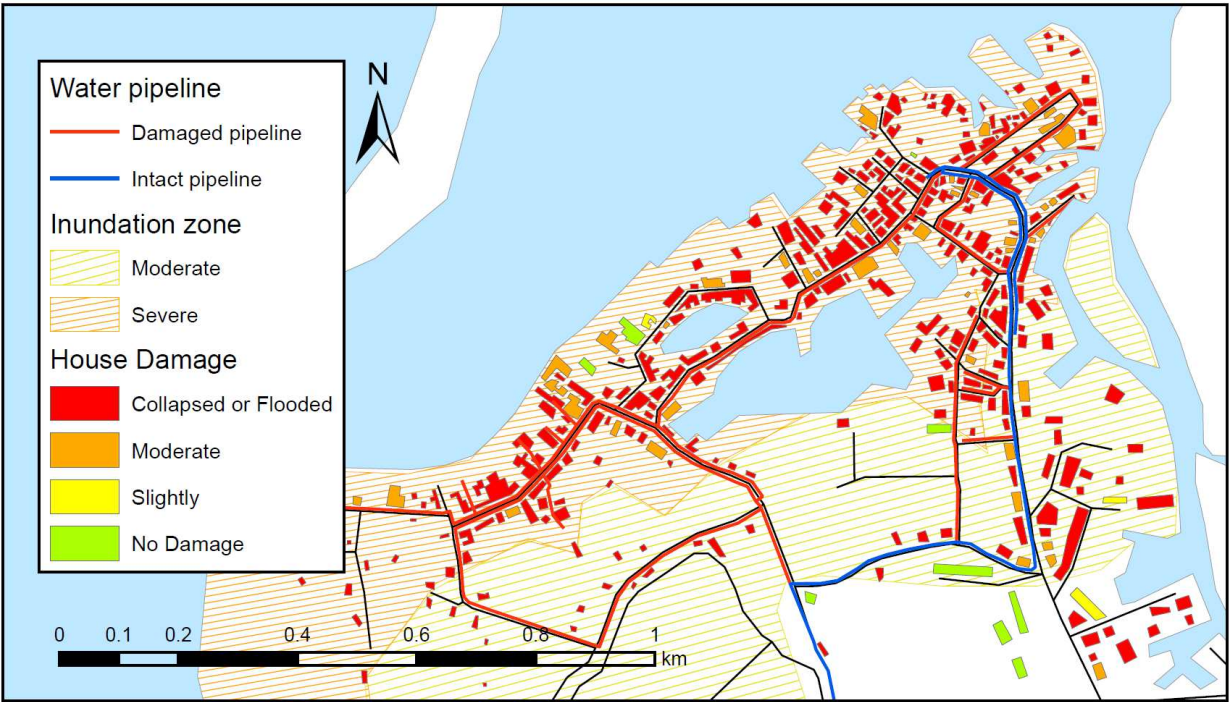 N
Water pipeline
Damaged pipeline
Intact pipeline
Inundation zone
Moderate
Severe
House Damage
Collapsed or Flooded
Moderate
Slightly
No Damage
0 0.1 0.2 0.4 0.6 0.8 1
km